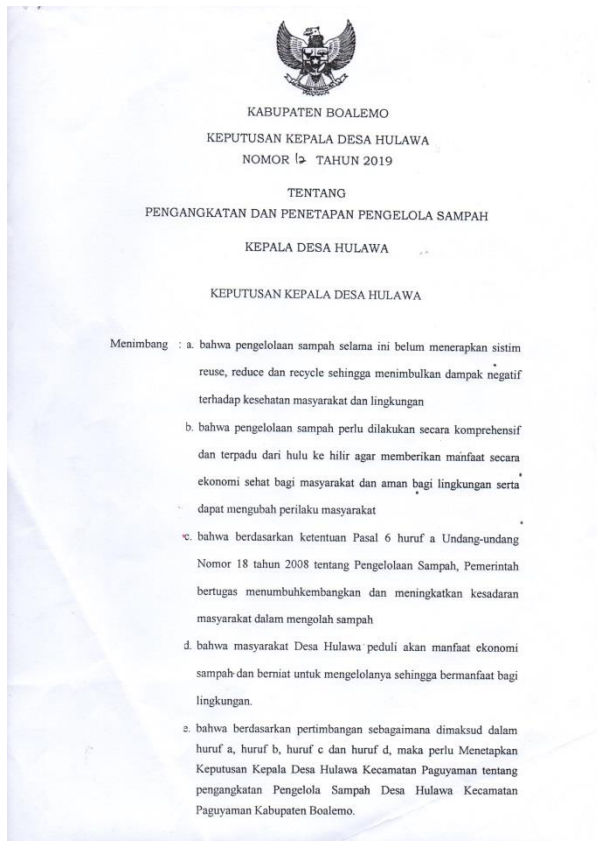 KABUPATEN BOALEMO
KEPUTUSAN KEPALA DESA HULAWA
NOMOR 12 TAHUN 2019
TENTANG
PENGANGKATAN DAN PENETAPAN PENGELOLA SAMPAH
KEPALA DESA HULAWA
KEPUTUSAN KEPALA DESA HULAWA
Menimbang : a. bahwa pengelolaan sampah selama ini belum menerapkan sistim
reuse, reduce dan recycle sehingga menimbulkan dampak negatif
terhadap kesehatan masyarakat dan lingkungan
b. bahwa pengelolaan sampah perlu dilakukan secara komprehensif
dan terpadu dari hulu ke hilir agar memberikan manfaat secara
ekonomi sehat bagi masyarakat dan aman bagi lingkungan serta
dapat mengubah perilaku masyarakat
c. bahwa berdasarkan ketentuan Pasal 6 huruf a Undang-undang
Nomor 18 tahun 2008 tentang Pengelolaan Sampah, Pemerintah
bertugas menumbuhkembangkan dan meningkatkan kesadaran
masyarakat dalam mengolah sampah
d. bahwa masyarakat Desa Hulawa peduli akan manfaat ekonomi
sampah dan berniat untuk mengelolanya sehingga bermanfaat bagi
lingkungan.
e. bahwa berdasarkan pertimbangan sebagaimana dimaksud dalam
huruf a, huruf b, huruf c dan huruf d, maka perlu Menetapkan
Keputusan Kepala Desa Hulawa Kecamatan Paguyaman tentang
pengangkatan Pengelola Sampah Desa Hulawa Kecamatan
Paguyaman Kabupaten Boalemo.